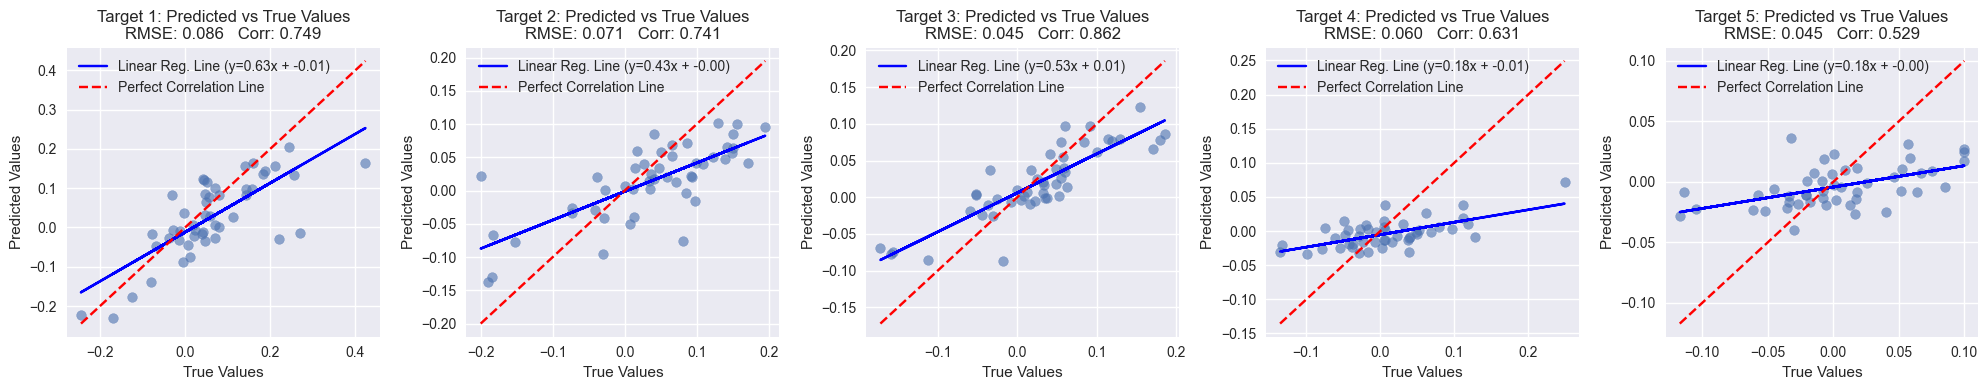 Target 1: Predicted vs True Values
RMSE: 0.086   Corr: 0.749
Linear Reg. Line (y=0.63x + -0.01)
Perfect Correlation Line
Predicted Values
0.4
0.3
0.2
0.1
0.0
−0.1
−0.2
−0.2 0.0 0.2 0.4
True Values
Target 2: Predicted vs True Values
RMSE: 0.071   Corr: 0.741
Linear Reg. Line (y=0.43x + -0.00)
Perfect Correlation Line
Predicted Values
0.20
0.15
0.10
0.05
0.00
−0.05
−0.10
−0.15
−0.20
−0.2 −0.1 0.0 0.1 0.2
True Values
Target 3: Predicted vs True Values
RMSE: 0.045   Corr: 0.862
Linear Reg. Line (y=0.53x + 0.01)
Perfect Correlation Line
Predicted Values
0.20
0.15
0.10
0.05
0.00
−0.05
−0.10
−0.15
−0.1 0.0 0.1 0.2
True Values
Target 4: Predicted vs True Values
RMSE: 0.060   Corr: 0.631
Linear Reg. Line (y=0.18x + -0.01)
Perfect Correlation Line
Predicted Values
0.25
0.20
0.15
0.10
0.05
0.00
−0.05
−0.10
−0.15
−0.1 0.0 0.1 0.2
True Values
Target 5: Predicted vs True Values
RMSE: 0.045   Corr: 0.529
Linear Reg. Line (y=0.18x + -0.00)
Perfect Correlation Line
Predicted Values
0.10
0.05
0.00
−0.05
−0.10
−0.10 −0.05 0.00 0.05 0.10
True Values